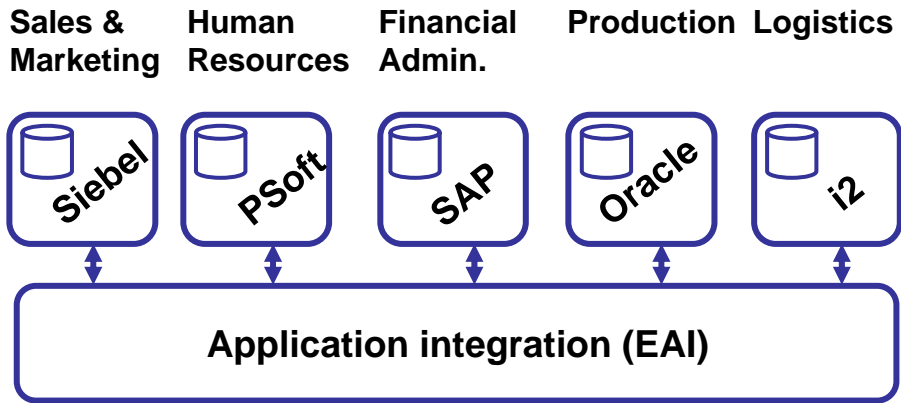 Sales &
Marketing
Human
Resources
Financial
Admin.
Production
Logistics
Siebel
PSoft
SAP
Oracle
i2
Application integration (EAI)